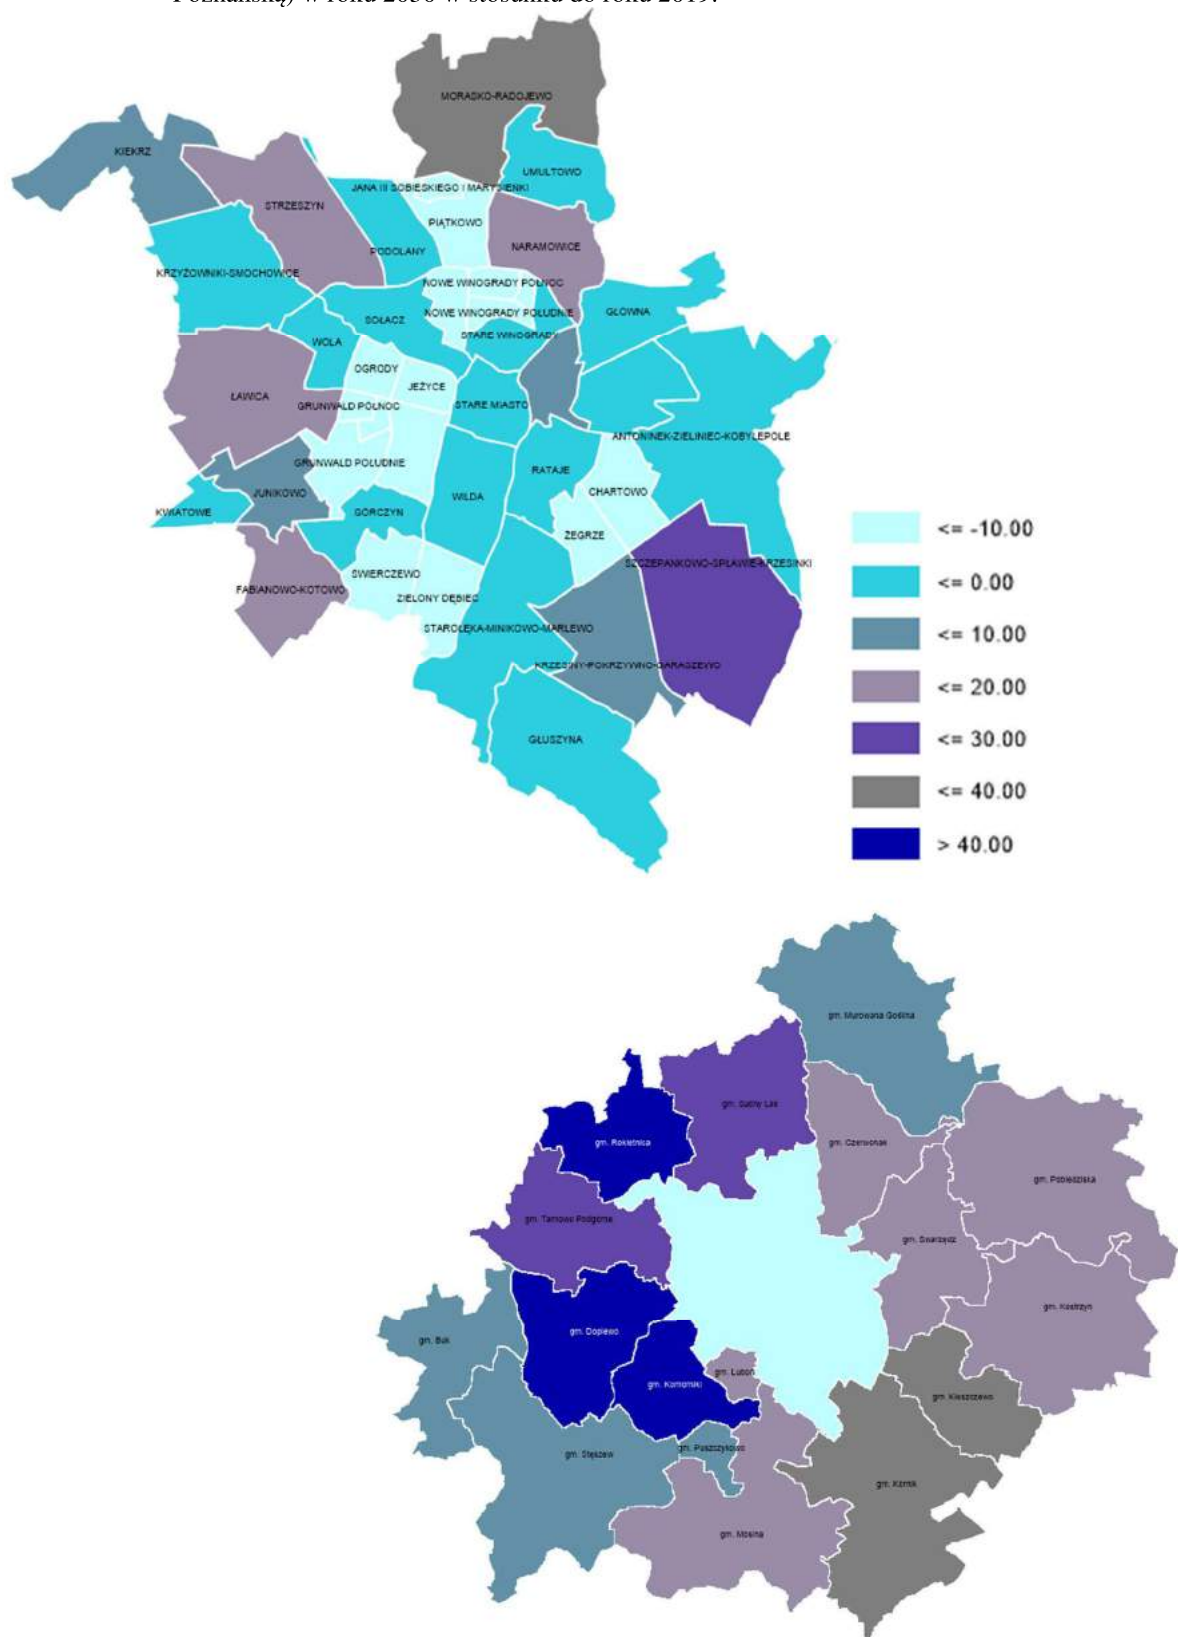 Poznańską) w roku 2050 w stosunku do roku 2019.
MORASKO-RADOJEWO
KIEKRZ
UMULTOWO
JANA III SOBIESKIEGO I MARYSIEŃKI
STRZESZYN
PIĄTKOWO
NARAMOWICE
PODOLANY
KRZYŻOWNIKI-SMOCHOWICE
NOWE WINOGRADY PÓŁNOC
NOWE WINOGRADY POŁUDNIE
GŁÓWNA
SOŁACZ
STARE WINOGRADY
WOLA
OGRODY
JEŻYCE
ŁAWICA
GRUNWALD PÓŁNOC
STARE MIASTO
ANTONINEK-ZIELINIEC-KOBYLEPOLE
GRUNWALD POŁUDNIE
RATAJE
JUNIKOWO
CHARTOWO
WILDA
KWIATOWE
GÓRCZYN
ŻEGRZE
SZCZEPANKOWO-SPŁAWIE-KRZESINKI
ŚWIERCZEWO
FABIANOWO-KOTOWO
ZIELONY DĘBIEC
STAROŁĘKA-MINIKOWO-MARLEWO
KRZESINY-POKRZYWNO-GARASZEWO
GŁUSZYNA
<= -10.00
<= 0.00
<= 10.00
<= 20.00
<= 30.00
<= 40.00
> 40.00
gm. Murowana Goślina
gm. Suchy Las
gm. Rokietnica
gm. Czerwonak
gm. Pobiedziska
gm. Tarnowo Podgórne
gm. Swarzędz
gm. Kostrzyn
gm. Dopiewo
gm. Buk
gm. Luboń
gm. Komorniki
gm. Kleszczewo
gm. Puszczykowo
gm. Stęszew
gm. Kórnik
gm. Mosina